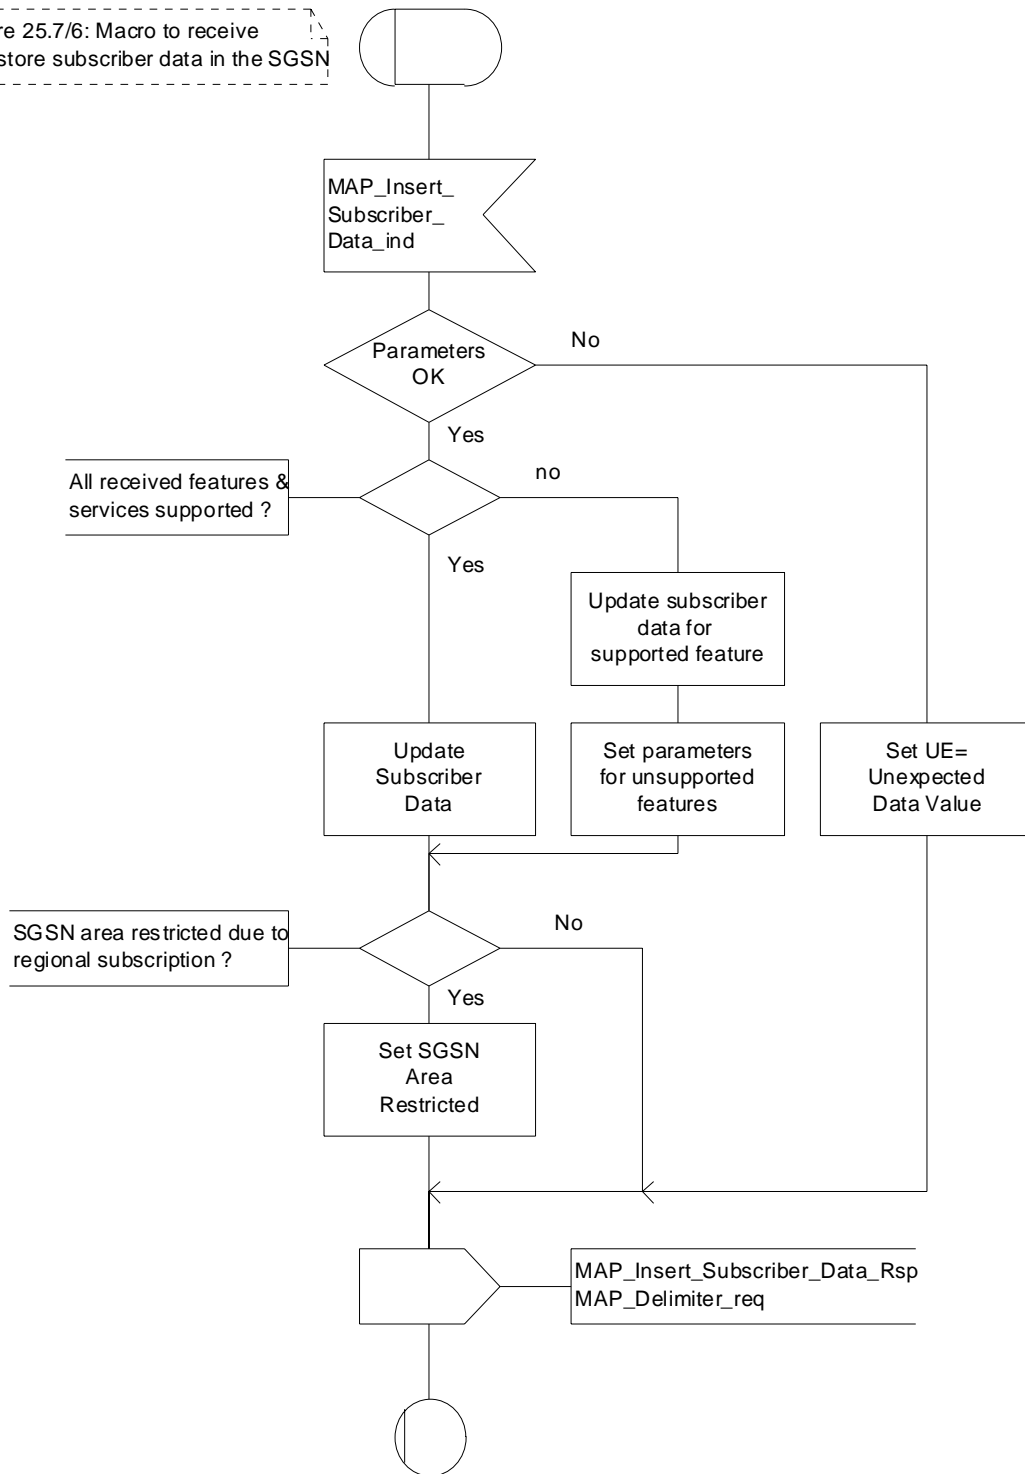 re 25.7/6: Macro to receive
store subscriber data in the SGSN
MAP_Insert_
Subscriber_
Data_ind
Parameters
OK
No
Yes
All received features &
services supported ?
no
Yes
Update subscriber
data for
supported feature
Update
Subscriber
Data
Set parameters
for unsupported
features
Set UE=
Unexpected
Data Value
SGSN area restricted due to
regional subscription ?
No
Yes
Set SGSN
Area
Restricted
MAP_Insert_Subscriber_Data_Rsp
MAP_Delimiter_req